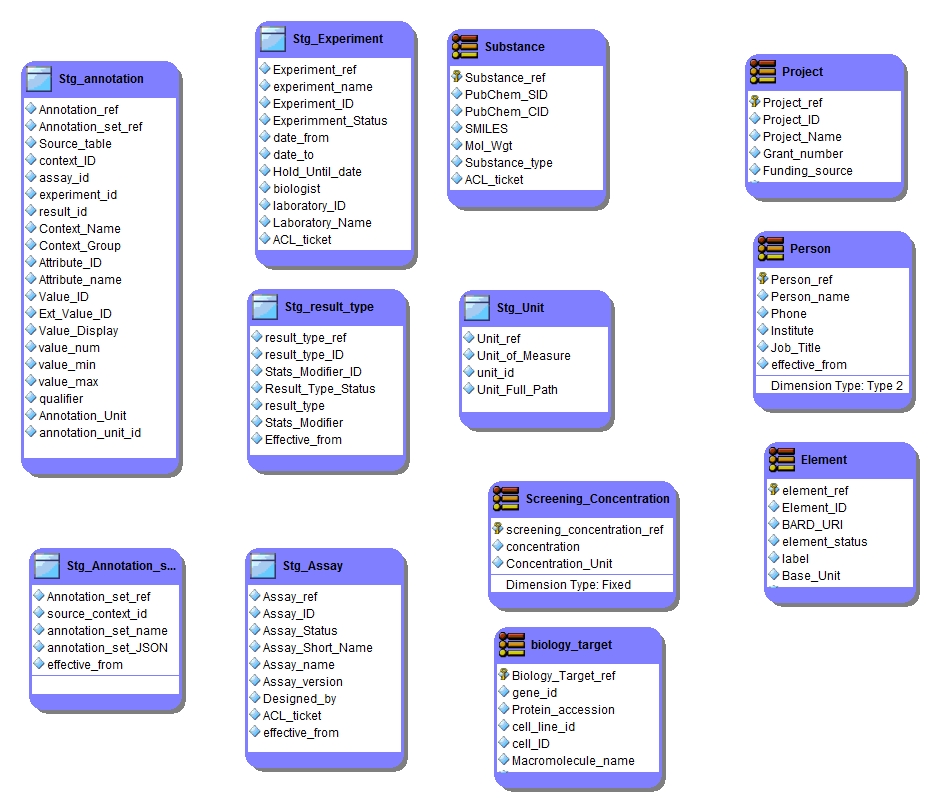 Stg_annotation
Annotation_ref
Annotation_set_ref
Source_table
context_ID
assay_id
experiment_id
result_id
Context_Name
Context_Group
Attribute_ID
Attribute_name
Value_ID
Ext_Value_ID
Value_Display
value_num
value_min
value_max
qualifier
Annotation_Unit
annotation_unit_id
Stg_Experiment
Experiment_ref
experiment_name
Experiment_ID
Experimment_Status
date_from
date_to
Hold_Until_date
biologist
laboratory_ID
Laboratory_Name
ACL_ticket
Substance
Substance_ref
PubChem_SID
PubChem_CID
SMILES
Mol_Wgt
Substance_type
ACL_ticket
Project
Project_ref
Project_ID
Project_Name
Grant_number
Funding_source
Stg_result_type
result_type_ref
result_type_ID
Stats_Modifier_ID
Result_Type_Status
result_type
Stats_Modifier
Effective_from
Stg_Unit
Unit_ref
Unit_of_Measure
unit_id
Unit_Full_Path
Person
Person_ref
Person_name
Phone
Institute
Job_Title
effective_from
Dimension Type: Type 2
Screening_Concentration
screening_concentration_ref
concentration
Concentration_Unit
Dimension Type: Fixed
Element
element_ref
Element_ID
BARD_URI
element_status
label
Base_Unit
Stg_Annotation_s...
Annotation_set_ref
source_context_id
annotation_set_name
annotation_set_JSON
effective_from
Stg_Assay
Assay_ref
Assay_ID
Assay_Status
Assay_Short_Name
Assay_name
Assay_version
Designed_by
ACL_ticket
effective_from
biology_target
Biology_Target_ref
gene_id
Protein_accession
cell_line_id
cell_ID
Macromolecule_name